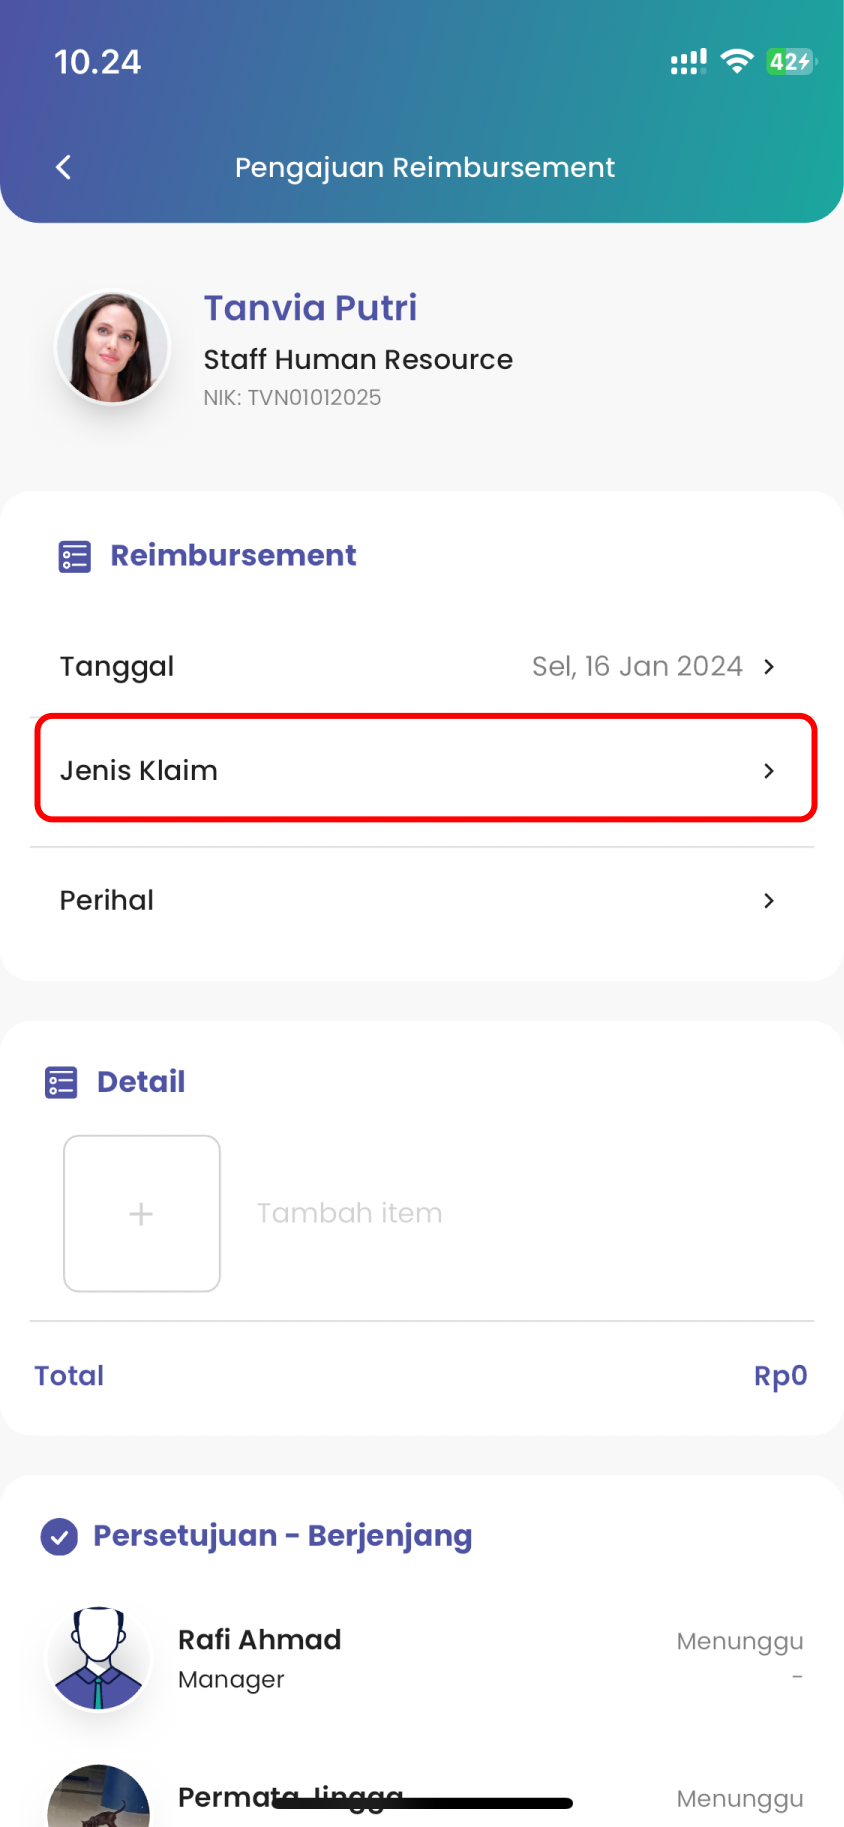 10.24
42
Pengajuan Reimbursement
Tanvia Putri
Staff Human Resource
NIK: TVN01012025
Reimbursement
Tanggal Sel, 16 Jan 2024
Jenis Klaim
Perihal
Detail
+ Tambah item
Total Rp0
Persetujuan - Berjenjang
Rafi Ahmad Menunggu
Manager -
Permata Jingga Menunggu